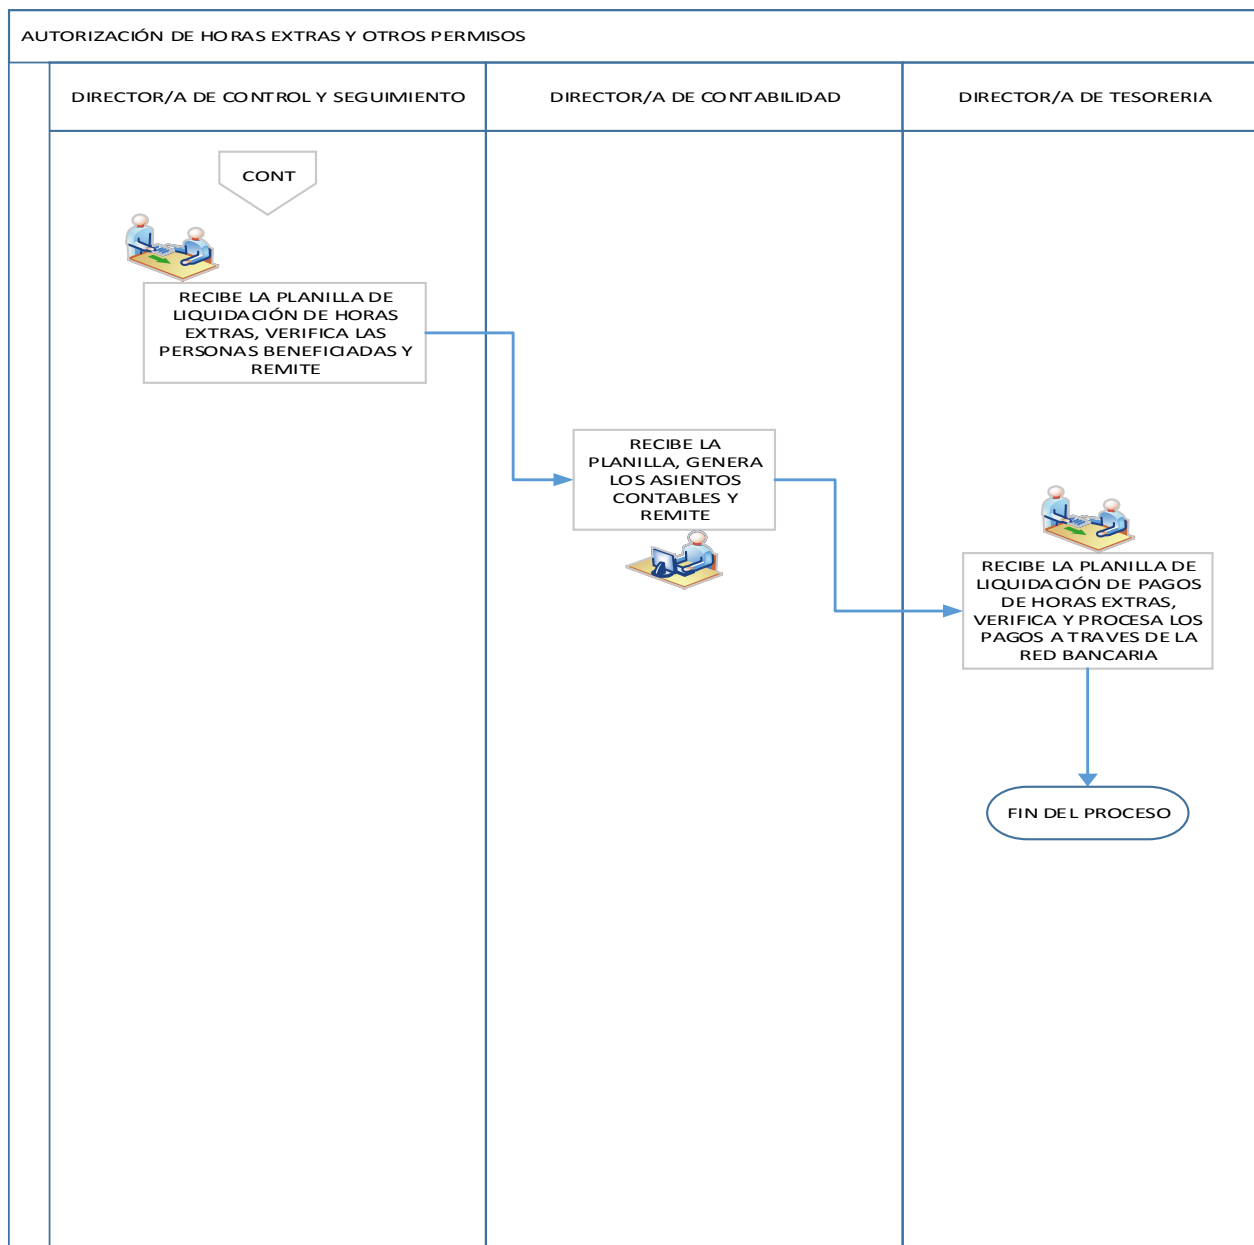 AUTORIZACIÓN DE HORAS EXTRAS Y OTROS PERMISOS
DIRECTOR/A DE CONTROL Y SEGUIMIENTO
DIRECTOR/A DE CONTABILIDAD
DIRECTOR/A DE TESORERIA
CONT
RECIBE LA PLANILLA DE
LIQUIDACIÓN DE HORAS
EXTRAS, VERIFICA LAS
PERSONAS BENEFICIADAS Y
REMITE
RECIBE LA
PLANILLA, GENERA
LOS ASIENTOS
CONTABLES Y
REMITE
RECIBE LA PLANILLA DE
LIQUIDACIÓN DE PAGOS
DE HORAS EXTRAS,
VERIFICA Y PROCESA LOS
PAGOS A TRAVES DE LA
RED BANCARIA
FIN DEL PROCESO